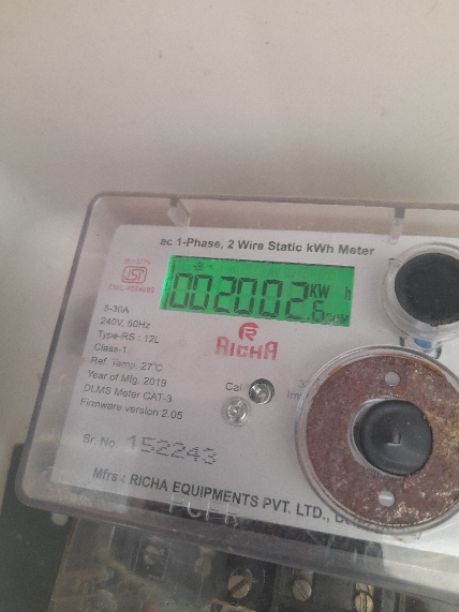 ac 1-Phase, 2 Wire Static kWh Meter
002002.6
KW h
RICHA
5-30A
240V, 50Hz
Type-RS : 12L
Class-1
Ref. Temp. 27°C
Year of Mfg. 2019
DLMS Meter CAT-3
Firmware version 2.05
Cal
Sr. No. 152243
Mfrs : RICHA EQUIPMENTS PVT. LTD.,